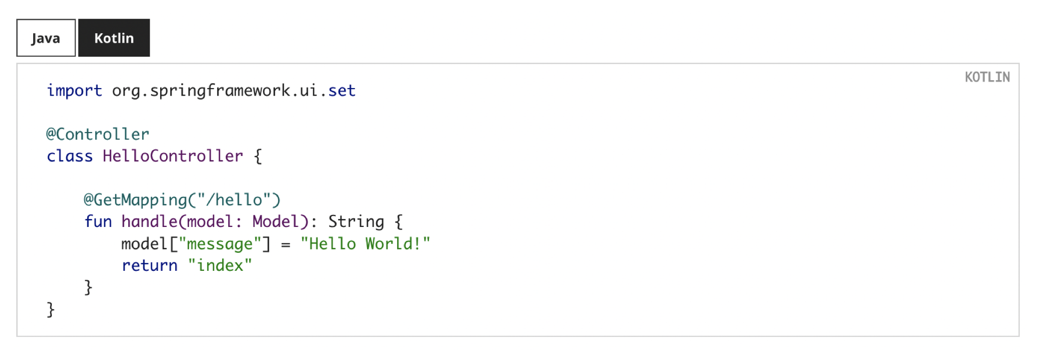 Java Kotlin
KOTLIN
import org.springframework.ui.set
@Controller
class HelloController {
@GetMapping("/hello")
fun handle(model: Model): String {
model["message"] = "Hello World!"
return "index"
}
}